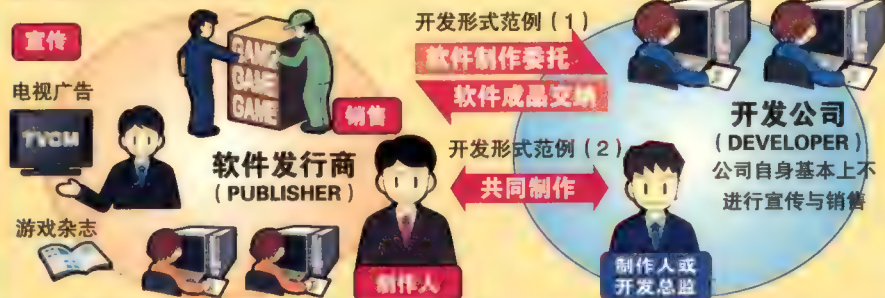 宣传
电视广告
TVCM
游戏杂志
GAME
GAME
GAME
销售
软件发行商
(PUBLISHER)
制作人
开发形式范例(1)
软件制作委托
软件成品交纳
开发形式范例(2)
共同制作
开发公司
(DEVELOPER)
公司自身基本上不
进行宣传与销售
制作人或
开发总监